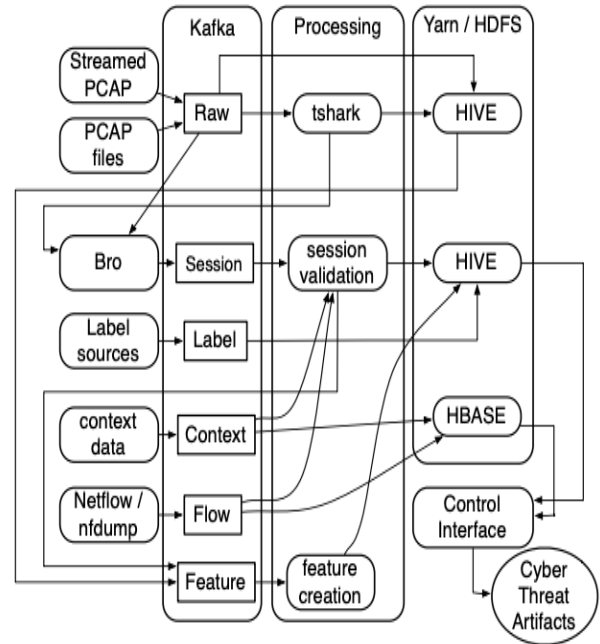 Kafka
Processing
Yarn / HDFS
Streamed
PCAP
PCAP
files
Raw
tshark
HIVE
Bro
Session
session
validation
HIVE
Label
sources
Label
context
data
Context
HBASE
Netflow /
nfdump
Flow
Control
Interface
Feature
feature
creation
Cyber
Threat
Artifacts